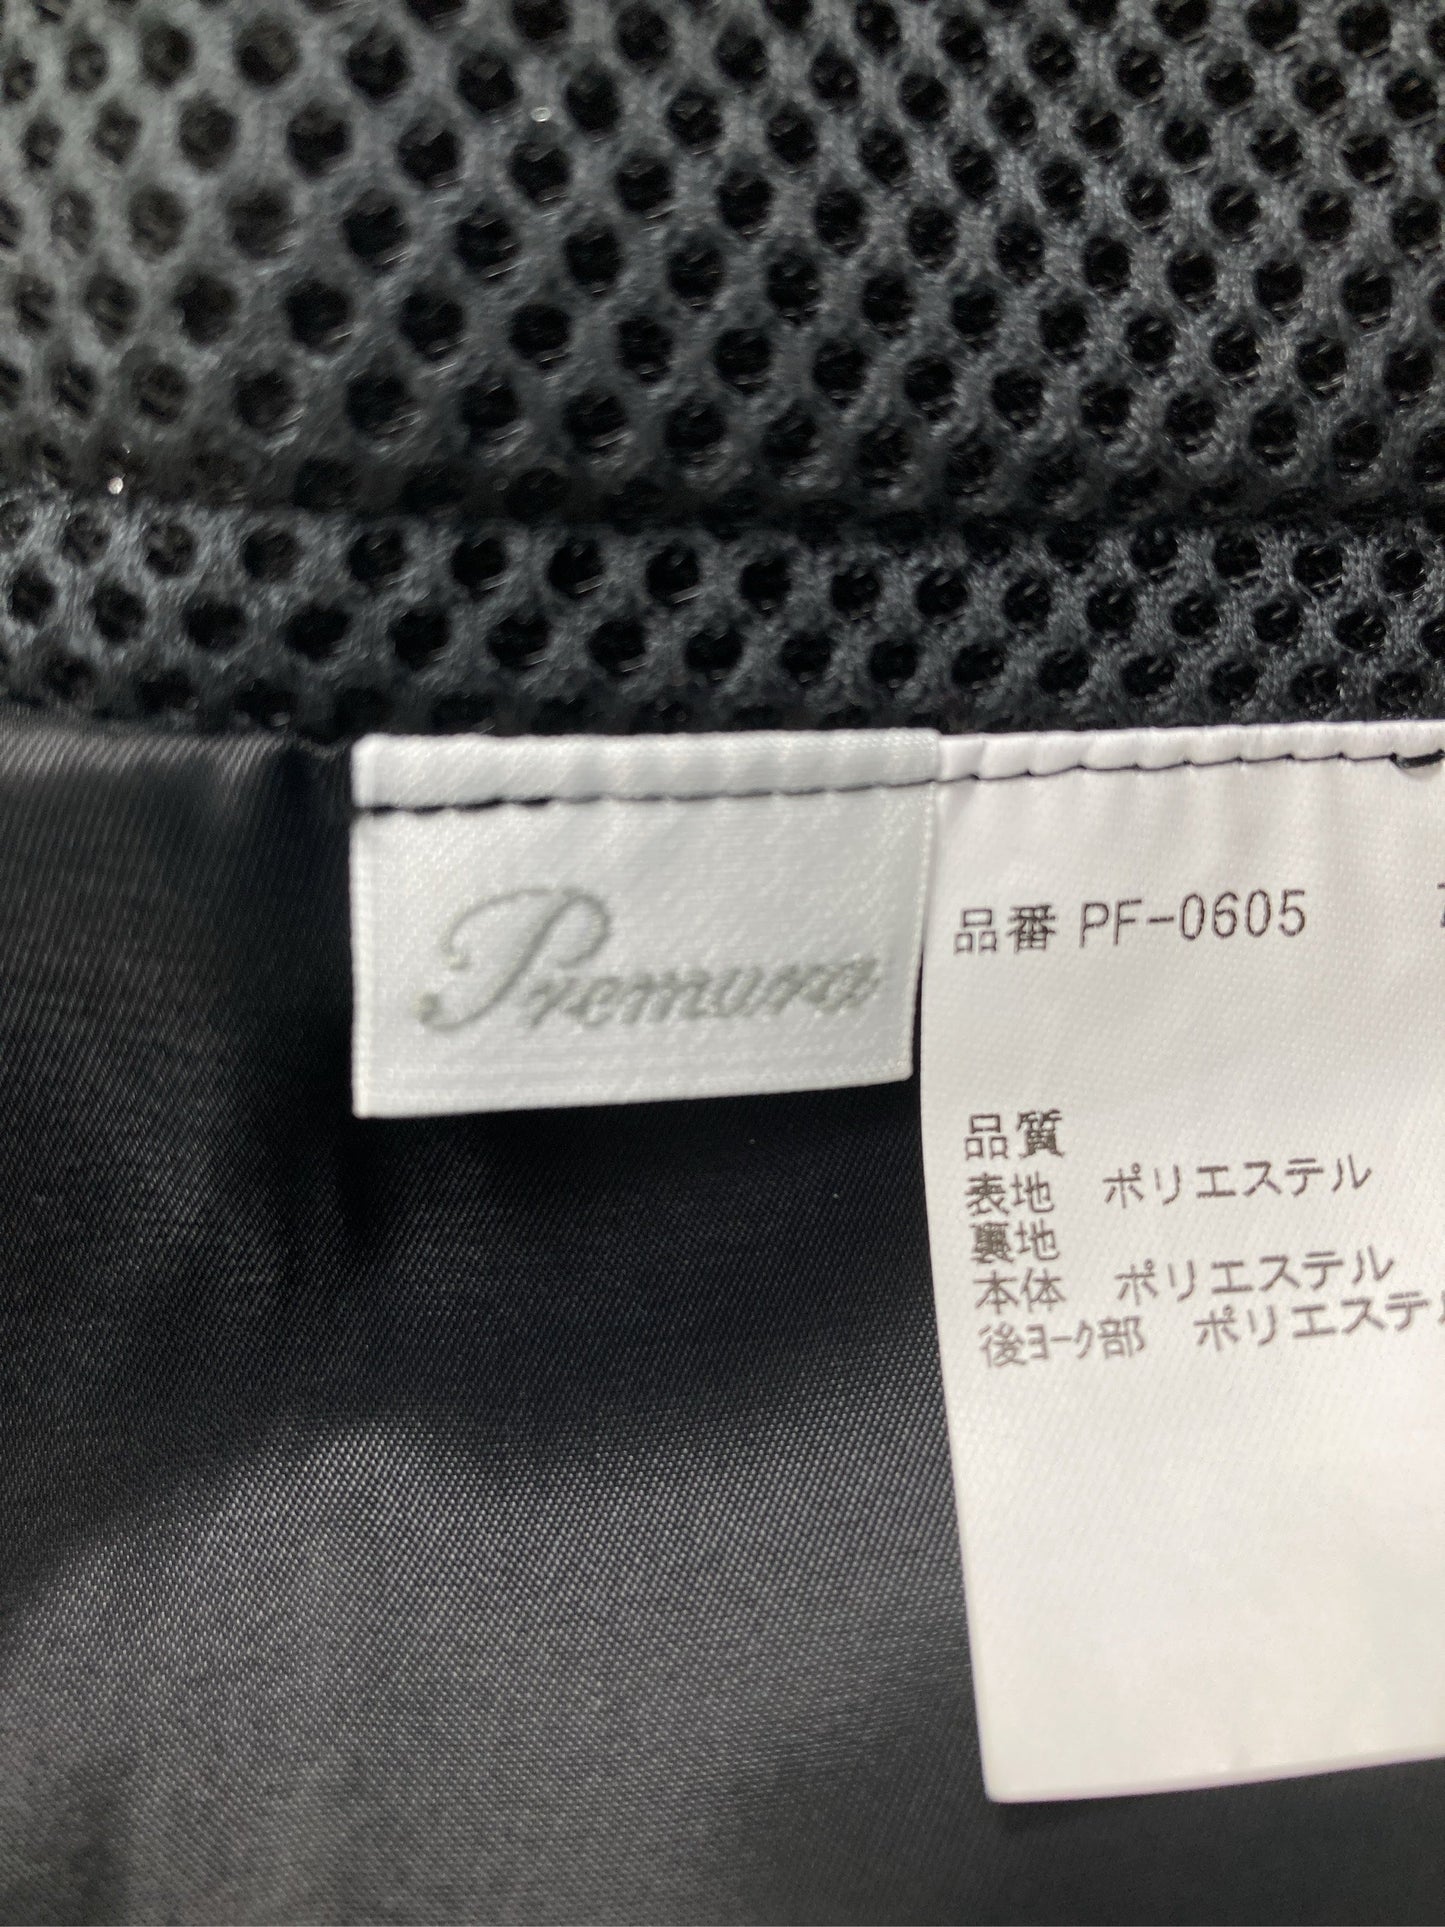 Premura
品番 PF-0605
品質
表地 ポリエステル
裏地
本体 ポリエステル
後ヨーク部 ポリエステ